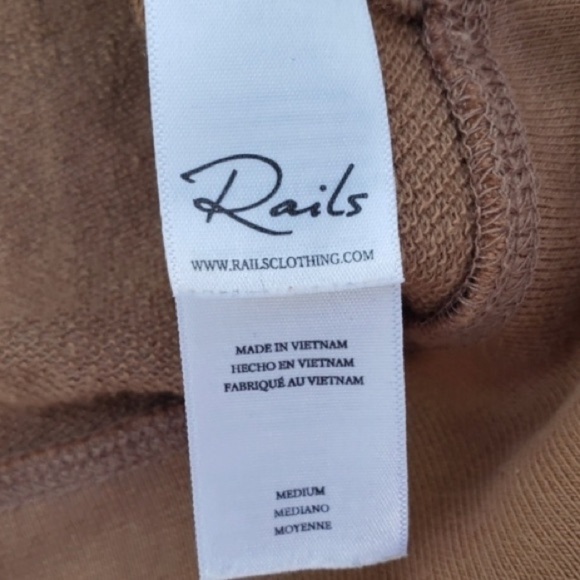 Rails
WWW.RAILSCLOTHING.COM
MADE IN VIETNAM
HECHO EN VIETNAM
FABRIQUÉ AU VIETNAM
MEDIUM
MEDIANO
MOYENNE